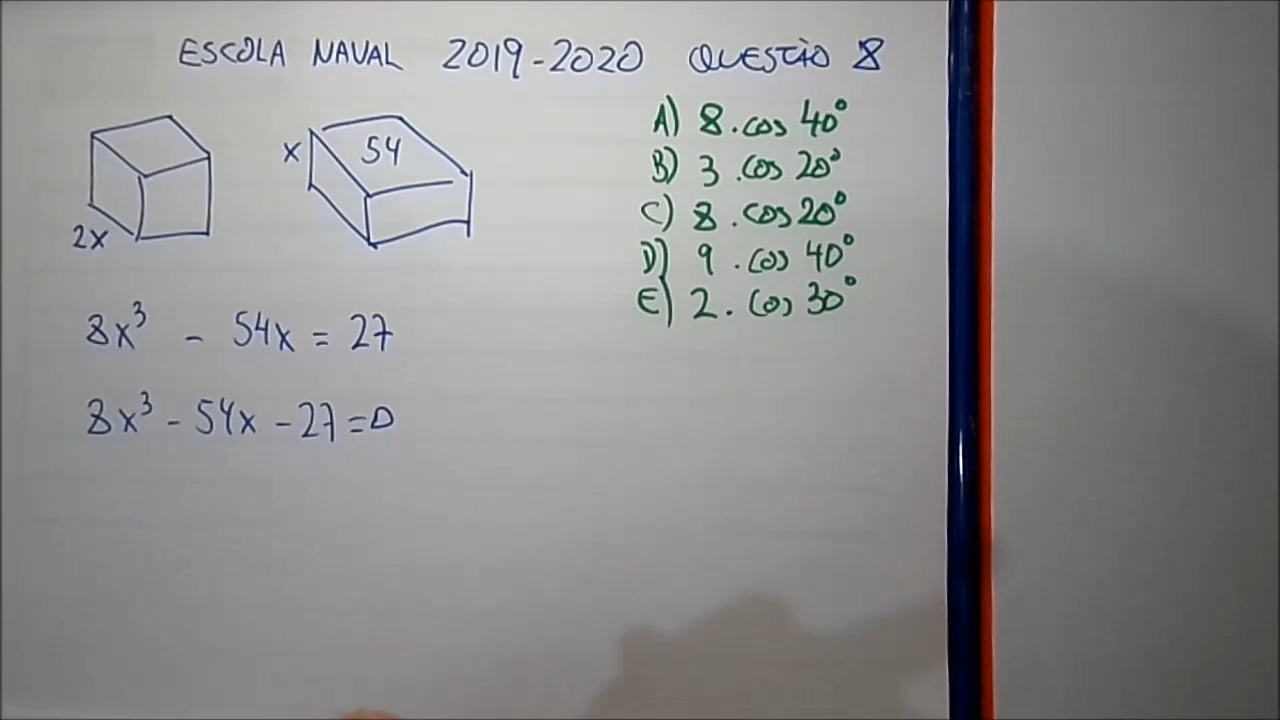 ESCOLA NAVAL 2019-2020 QUESTÃO 8
x
54
2x
A) 8.cos 40°
B) 3.cos 20°
C) 8.cos 20°
D) 9.cos 40°
E) 2.cos 30°
8x³ - 54x = 27
8x³ - 54x - 27 = 0